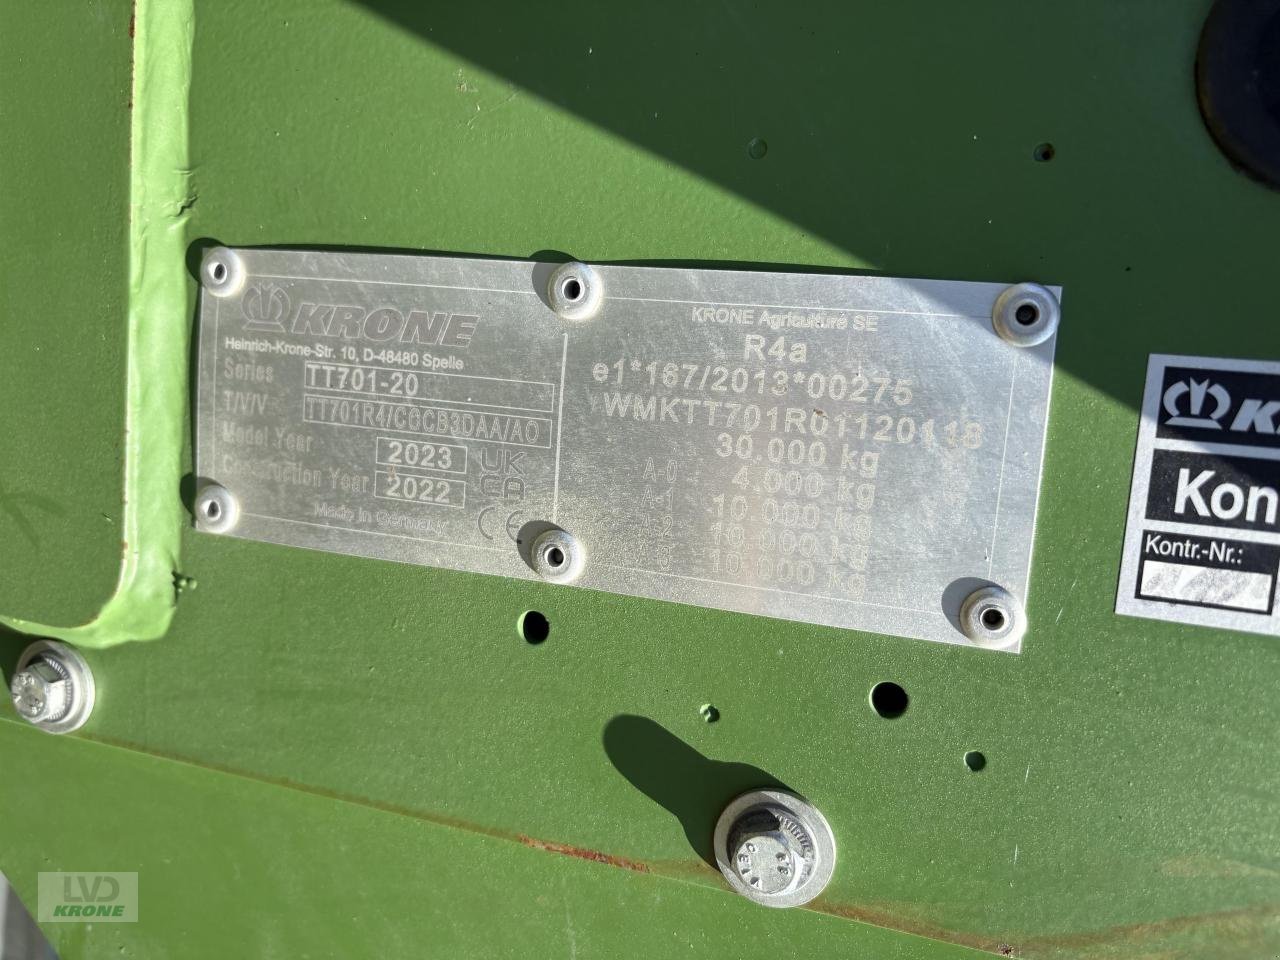 KRONE
Heinrich-Krone-Str. 10, D-48480 Spelle
Series TT701-20
T/V/V TT701R4/CGCB3DAA/AO
Model Year 2023
Construction Year 2022
UK CA
Made in Germany CE
KRONE Agriculture SE
R4a
e1*167/2013*00275
WMKTT701R01120118
30.000 kg
A-0 4.000 kg
A-1 10.000 kg
A-2 10.000 kg
A-3 10.000 kg
Kon
Kontr.-Nr.:
LVD
KRONE